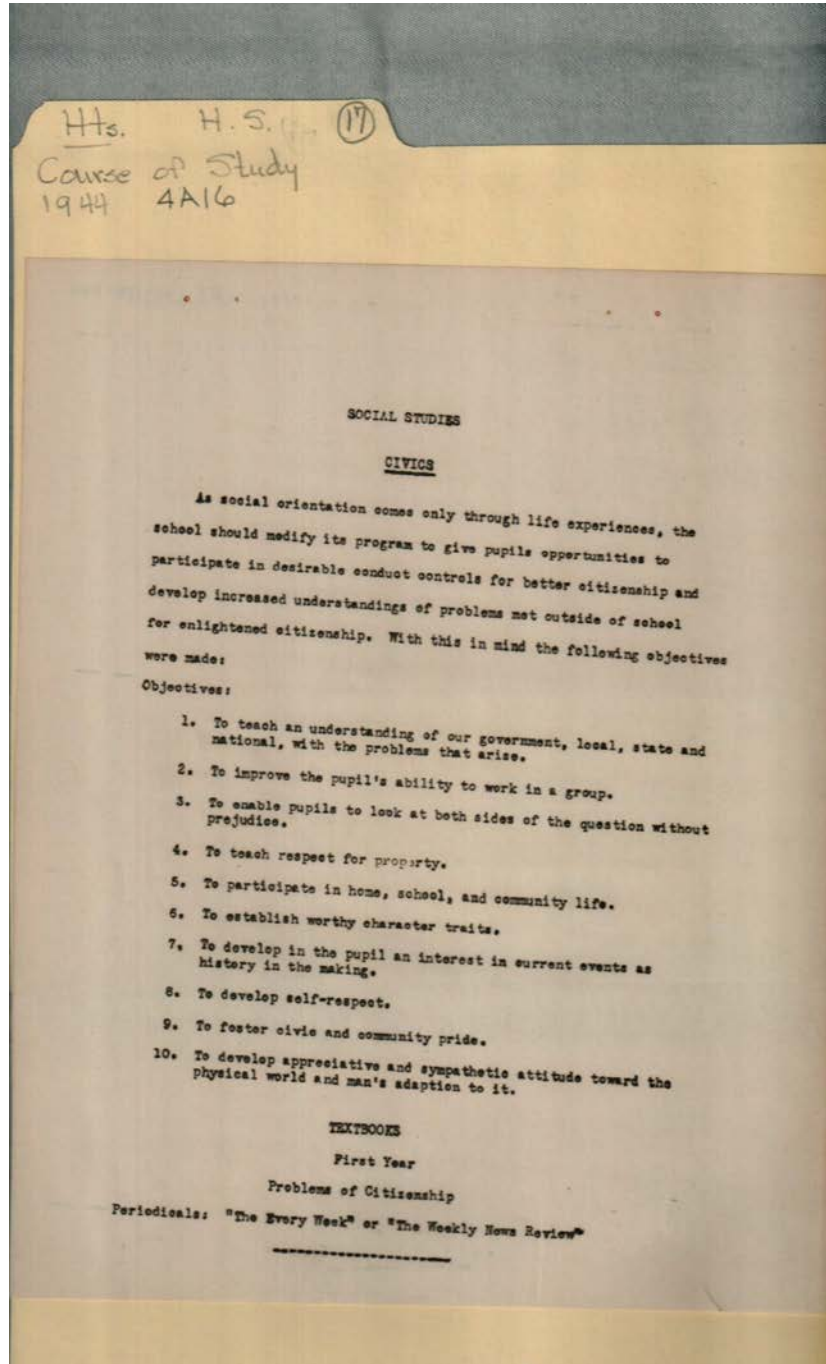 Hts. H.S. 17
Course of Study
1944 4A16
SOCIAL STUDIES
CIVICS
As social orientation comes only through life experiences, the
school should modify its program to give pupils opportunities to
participate in desirable conduct controls for better citizenship and
develop increased understandings of problems met outside of school
for enlightened citizenship. With this in mind the following objectives
were made:
Objectives:
1. To teach an understanding of our government, local, state and
national, with the problems that arise.
2. To improve the pupil's ability to work in a group.
3. To enable pupils to look at both sides of the question without
prejudice.
4. To teach respect for property.
5. To participate in home, school, and community life.
6. To establish worthy character traits.
7. To develop in the pupil an interest in current events as
history in the making.
8. To develop self-respect.
9. To foster civic and community pride.
10. To develop appreciative and sympathetic attitude toward the
physical world and man's adaption to it.
TEXTBOOKS
First Year
Problems of Citizenship
Periodicals: "The Every Week" or "The Weekly News Review"